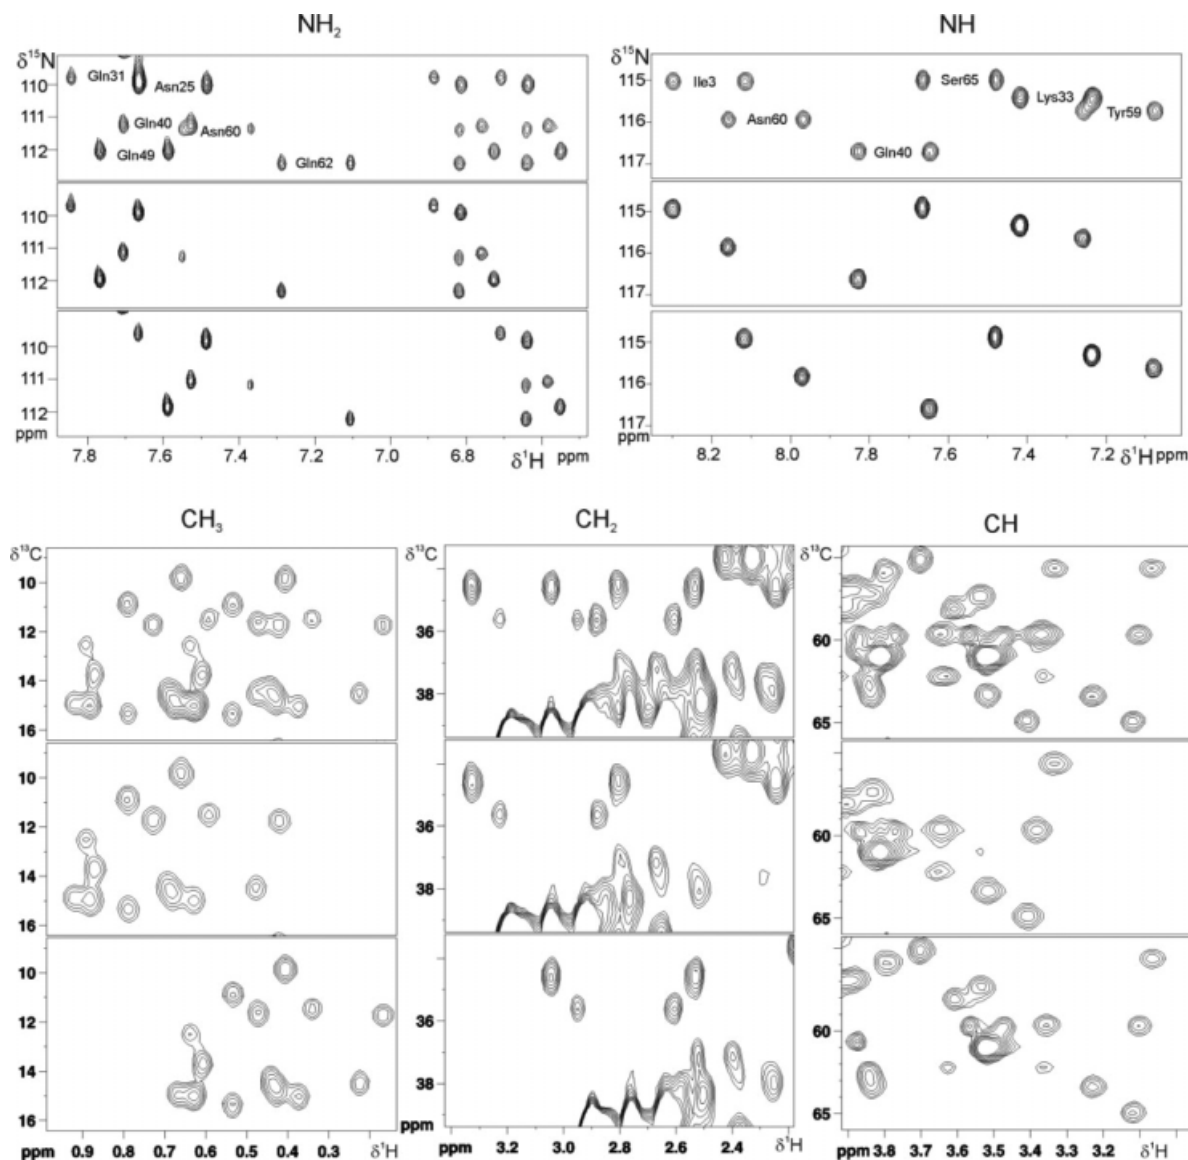 NH₂
δ¹⁵N
110
111
112
Gln31
Asn25
Gln40
Asn60
Gln49
Gln62
110
111
112
110
111
112
ppm
7.8
7.6
7.4
7.2
7.0
6.8
δ¹H
ppm
NH
δ¹⁵N
115
116
117
Ile3
Ser65
Lys33
Asn60
Tyr59
Gln40
115
116
117
115
116
117
ppm
8.2
8.0
7.8
7.6
7.4
7.2
δ¹H
ppm
CH₃
δ¹³C
10
12
14
16
10
12
14
16
10
12
14
16
ppm
0.9
0.8
0.7
0.6
0.5
0.4
0.3
δ¹H
CH₂
δ¹³C
36
38
36
38
36
38
ppm
3.2
3.0
2.8
2.6
2.4
δ¹H
CH
δ¹³C
60
65
60
65
60
65
ppm
3.8
3.7
3.6
3.5
3.4
3.3
3.2
δ¹H